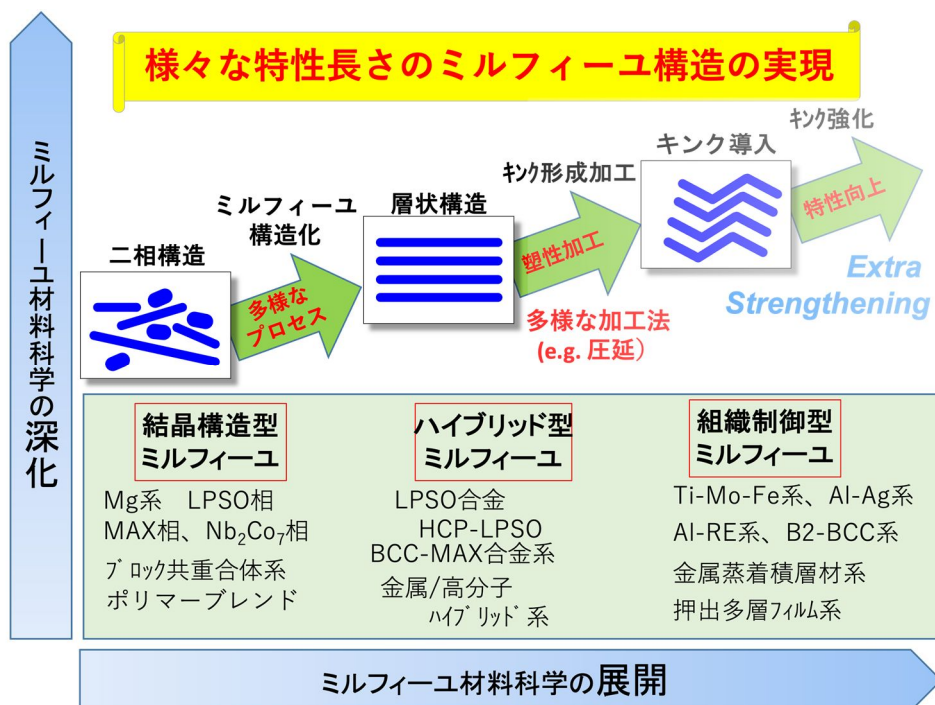 様々な特性長さのミルフィーユ構造の実現
ミルフィーユ材料科学の深化
二相構造
ミルフィーユ
構造化
多様な
プロセス
層状構造
キンク形成加工
塑性加工
多様な加工法
(e.g. 圧延）
キンク導入
キンク強化
特性向上
Extra
Strengthening
結晶構造型
ミルフィーユ
Mg系　LPSO相
MAX相、Nb₂Co₇相
ブロック共重合体系
ポリマーブレンド
ハイブリッド型
ミルフィーユ
LPSO合金
HCP-LPSO
BCC-MAX合金系
金属/高分子
ハイブリッド系
組織制御型
ミルフィーユ
Ti-Mo-Fe系、Al-Ag系
Al-RE系、B2-BCC系
金属蒸着積層材系
押出多層フィルム系
ミルフィーユ材料科学の展開